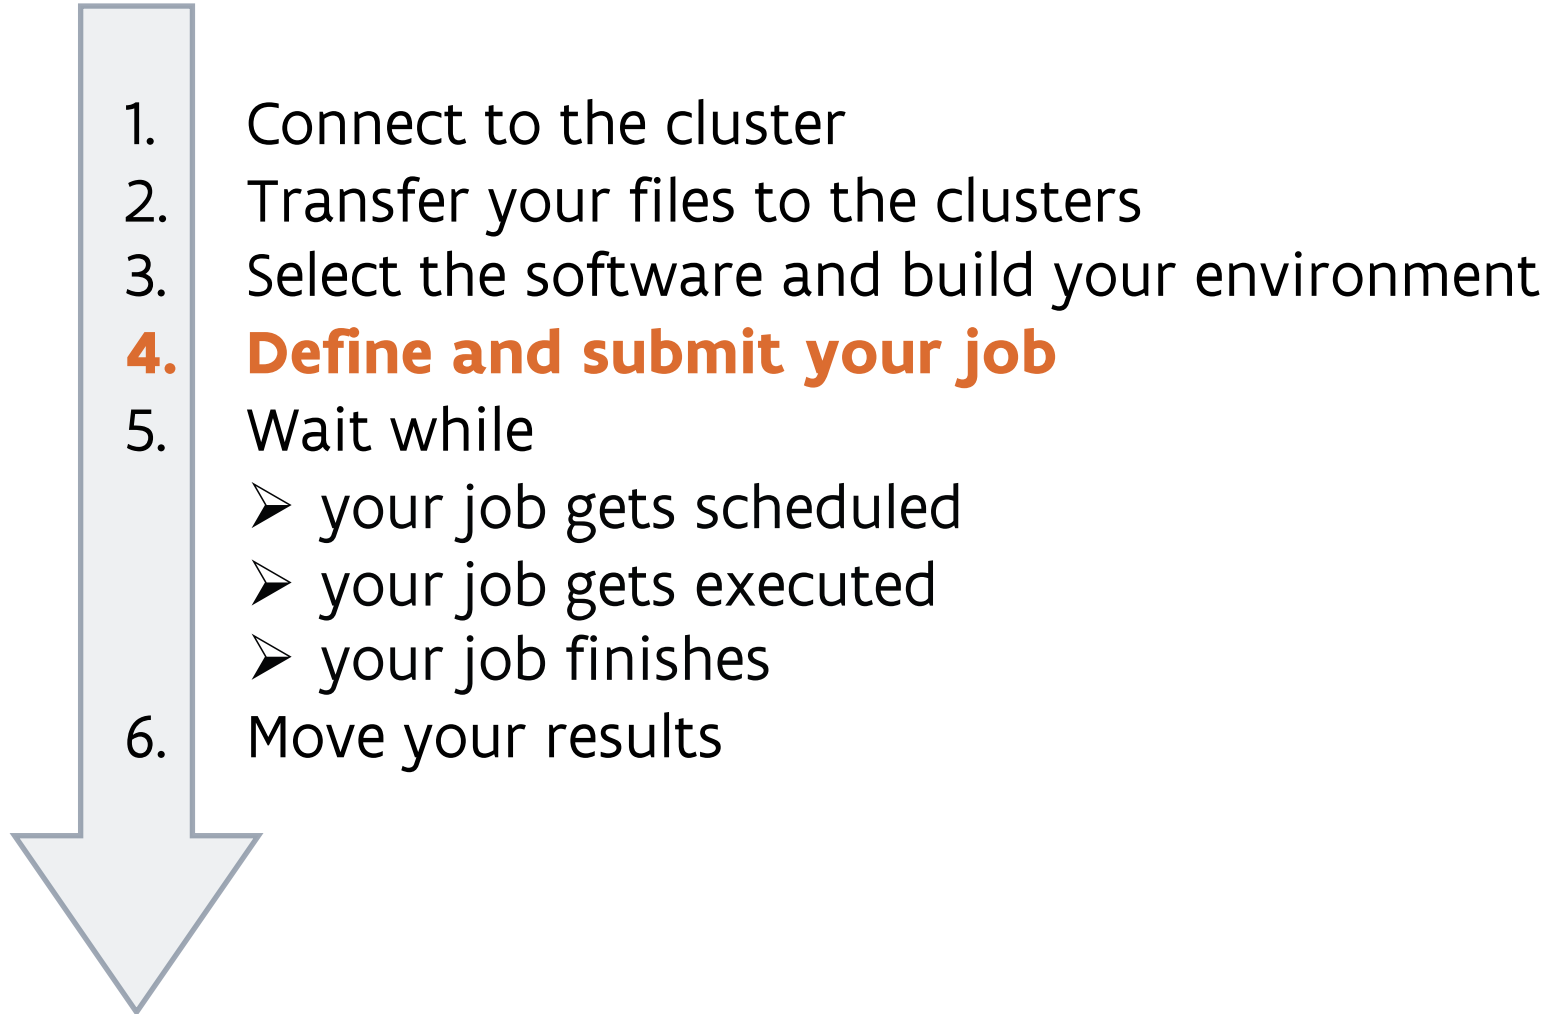 1. Connect to the cluster
2. Transfer your files to the clusters
3. Select the software and build your environment
4. Define and submit your job
5. Wait while
➢ your job gets scheduled
➢ your job gets executed
➢ your job finishes
6. Move your results